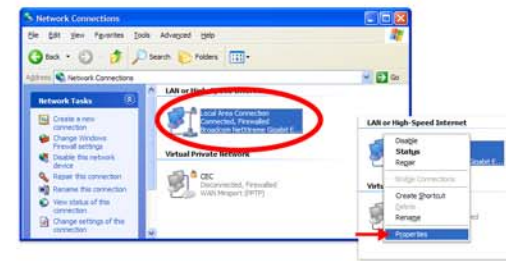 Network Connections
File Edit View Favorites Tools Advanced Help
Back Search Folders
Address Network Connections Go
Network Tasks
Create a new
connection
Change Windows
Firewall settings
Disable this network
device
Repair this connection
Rename this connection
View status of this
connection
Change settings of this
connection
LAN or High-Speed Internet
Local Area Connection
Connected, Firewalled
Broadcom NetXtreme Gigabit E...
Virtual Private Network
CEC
Disconnected, Firewalled
WAN Miniport (PPTP)
LAN or High-Speed Internet
Disable
Status
Repair
Bridge Connections
Create Shortcut
Delete
Rename
Properties
Gigabit E...
Virtu
ed